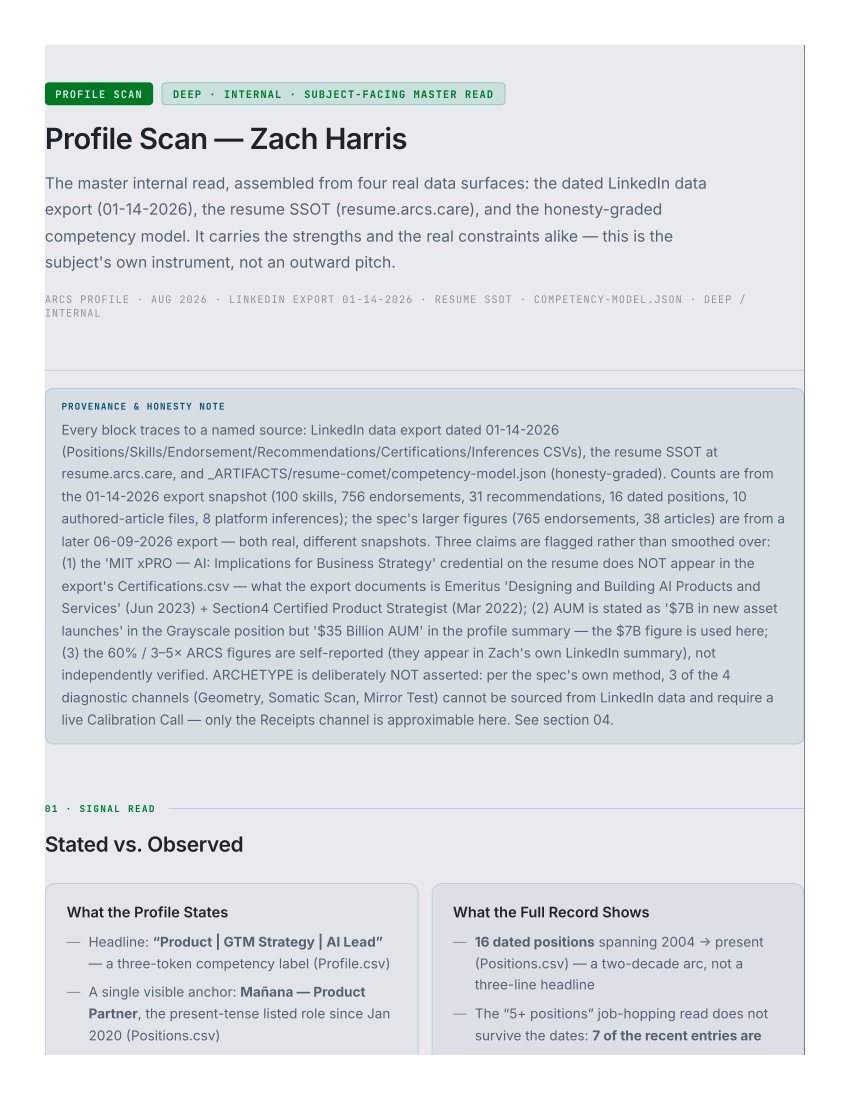 PROFILE SCAN
DEEP · INTERNAL · SUBJECT-FACING MASTER READ
Profile Scan — Zach Harris
The master internal read, assembled from four real data surfaces: the dated LinkedIn data
export (01-14-2026), the resume SSOT (resume.arcs.care), and the honesty-graded
competency model. It carries the strengths and the real constraints alike — this is the
subject's own instrument, not an outward pitch.
ARCS PROFILE · AUG 2026 · LINKEDIN EXPORT 01-14-2026 · RESUME SSOT · COMPETENCY-MODEL.JSON · DEEP /
INTERNAL
PROVENANCE & HONESTY NOTE
Every block traces to a named source: LinkedIn data export dated 01-14-2026
(Positions/Skills/Endorsement/Recommendations/Certifications/Inferences CSVs), the resume SSOT at
resume.arcs.care, and _ARTIFACTS/resume-comet/competency-model.json (honesty-graded). Counts are from
the 01-14-2026 export snapshot (100 skills, 756 endorsements, 31 recommendations, 16 dated positions, 10
authored-article files, 8 platform inferences); the spec's larger figures (765 endorsements, 38 articles) are from a
later 06-09-2026 export — both real, different snapshots. Three claims are flagged rather than smoothed over:
(1) the 'MIT xPRO — AI: Implications for Business Strategy' credential on the resume does NOT appear in the
export's Certifications.csv — what the export documents is Emeritus 'Designing and Building AI Products and
Services' (Jun 2023) + Section4 Certified Product Strategist (Mar 2022); (2) AUM is stated as '$7B in new asset
launches' in the Grayscale position but '$35 Billion AUM' in the profile summary — the $7B figure is used here;
(3) the 60% / 3–5× ARCS figures are self-reported (they appear in Zach's own LinkedIn summary), not
independently verified. ARCHETYPE is deliberately NOT asserted: per the spec's own method, 3 of the 4
diagnostic channels (Geometry, Somatic Scan, Mirror Test) cannot be sourced from LinkedIn data and require a
live Calibration Call — only the Receipts channel is approximable here. See section 04.
01 · SIGNAL READ
Stated vs. Observed
What the Profile States
— Headline: “Product | GTM Strategy | AI Lead”
— a three-token competency label (Profile.csv)
— A single visible anchor: Mañana — Product
Partner, the present-tense listed role since Jan
2020 (Positions.csv)
What the Full Record Shows
— 16 dated positions spanning 2004 → present
(Positions.csv) — a two-decade arc, not a
three-line headline
— The “5+ positions” job-hopping read does not
survive the dates: 7 of the recent entries are